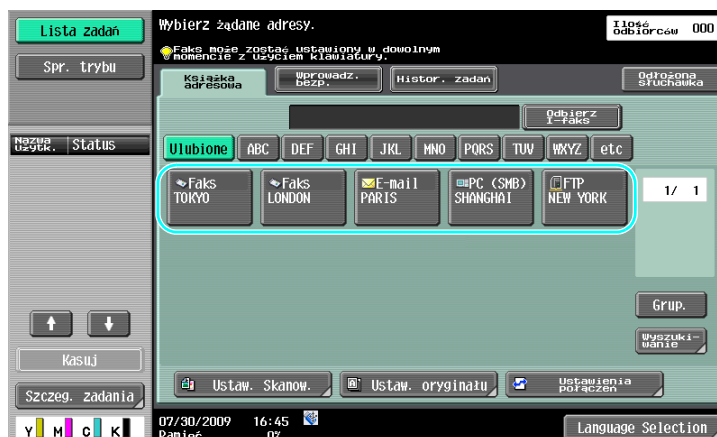 Lista zadań
Spr. trybu
Nazwa użytk.
Status
Kasuj
Szczeg. zadania
Y M C K
Wybierz żądane adresy.
Faks może zostać ustawiony w dowolnym
momencie z użyciem klawiatury.
Ilość
odbiorców 000
Książka
adresowa
Wprowadz.
bezp.
Histor. zadań
Odłożona
słuchawka
Odbierz
I-faks
Ulubione ABC DEF GHI JKL MNO PQRS TUV WXYZ etc
Faks
TOKYO
Faks
LONDON
E-mail
PARIS
PC (SMB)
SHANGHAI
FTP
NEW YORK
1/ 1
Grup.
Wyszuki-
wanie
Ustaw. Skanow.
Ustaw. oryginału
Ustawienia
połączeń
07/30/2009 16:45
Pamięć 0%
Language Selection